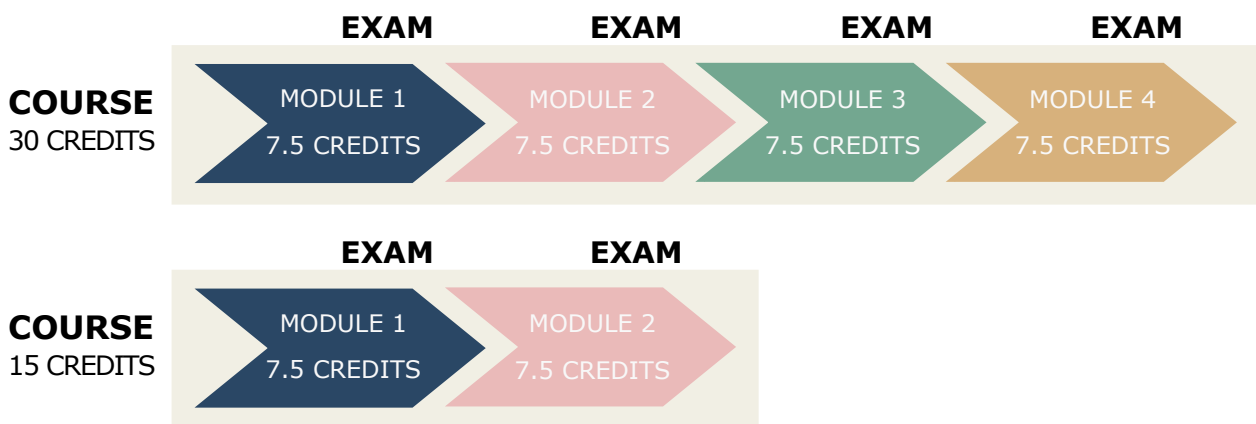 EXAM EXAM EXAM EXAM
COURSE
30 CREDITS
MODULE 1 MODULE 2 MODULE 3 MODULE 4
7.5 CREDITS 7.5 CREDITS 7.5 CREDITS 7.5 CREDITS
EXAM EXAM
COURSE
15 CREDITS
MODULE 1 MODULE 2
7.5 CREDITS 7.5 CREDITS